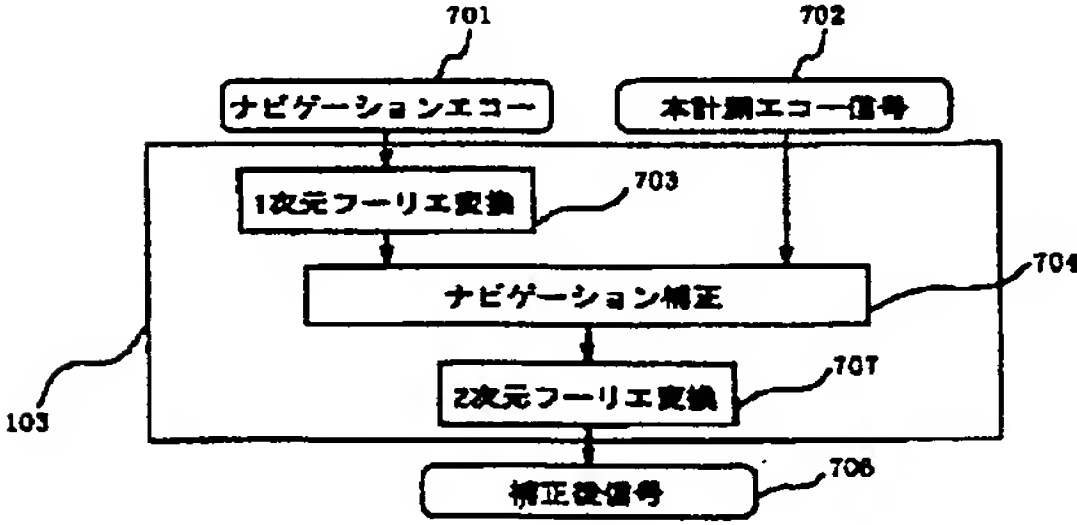 701
702
ナビゲーションエコー
本計測エコー信号
1次元フーリエ変換
703
ナビゲーション補正
704
2次元フーリエ変換
707
103
補正後信号
708